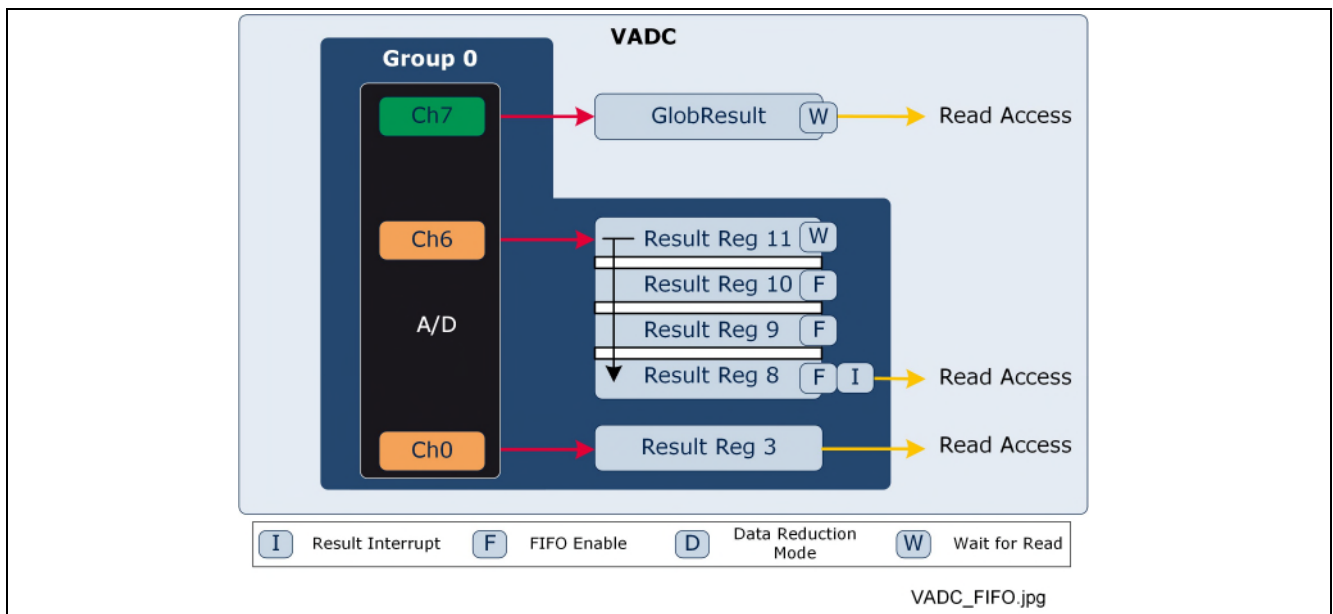 VADC
Group 0
Ch7
GlobResult W
Read Access
Ch6
Result Reg 11 W
Result Reg 10 F
A/D
Result Reg 9 F
Result Reg 8 F I
Read Access
Ch0
Result Reg 3
Read Access
I Result Interrupt
F FIFO Enable
D Data Reduction
Mode
W Wait for Read
VADC_FIFO.jpg